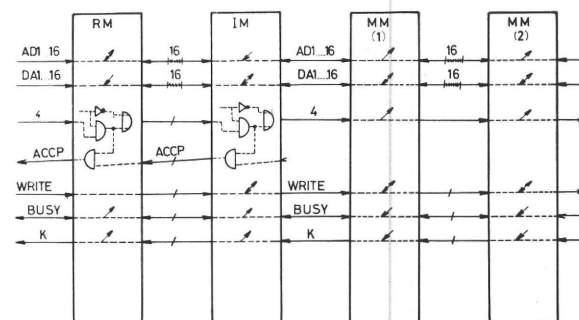 RM IM MM MM
(1) (2)
AD1...16 16 AD1...16 16
DA1...16 16 DA1...16 16
4 4
ACCP ACCP
WRITE WRITE
BUSY BUSY
K K